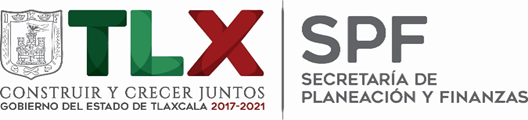 TLX
CONSTRUIR Y CRECER JUNTOS
GOBIERNO DEL ESTADO DE TLAXCALA 2017-2021
SPF
SECRETARÍA DE
PLANEACIÓN Y FINANZAS